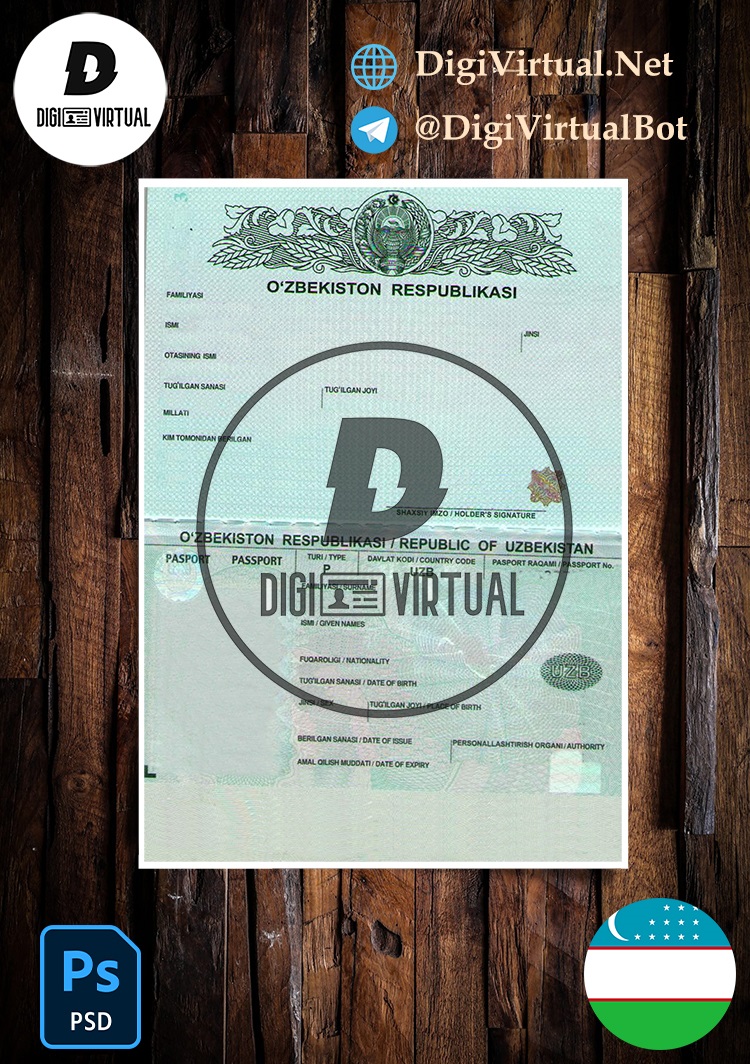 D
DIGI VIRTUAL
DigiVirtual.Net
@DigiVirtualBot
O'ZBEKISTON RESPUBLIKASI
FAMILIYASI
ISMI
JINSI
OTASINING ISMI
TUG'ILGAN SANASI
TUG'ILGAN JOYI
MILLATI
KIM TOMONIDAN BERILGAN
D
SHAXSIY IMZO / HOLDER'S SIGNATURE
O'ZBEKISTON RESPUBLIKASI / REPUBLIC OF UZBEKISTAN
PASPORT PASSPORT TURI / TYPE DAVLAT KODI / COUNTRY CODE PASPORT RAQAMI / PASSPORT No.
P UZB
FAMILIYASI / SURNAME
DIGI VIRTUAL
ISMI / GIVEN NAMES
FUQAROLIGI / NATIONALITY
UZB
TUG'ILGAN SANASI / DATE OF BIRTH
JINSI / SEX TUG'ILGAN JOYI / PLACE OF BIRTH
BERILGAN SANASI / DATE OF ISSUE PERSONALLASHTIRISH ORGANI / AUTHORITY
AMAL QILISH MUDDATI / DATE OF EXPIRY
Ps
PSD